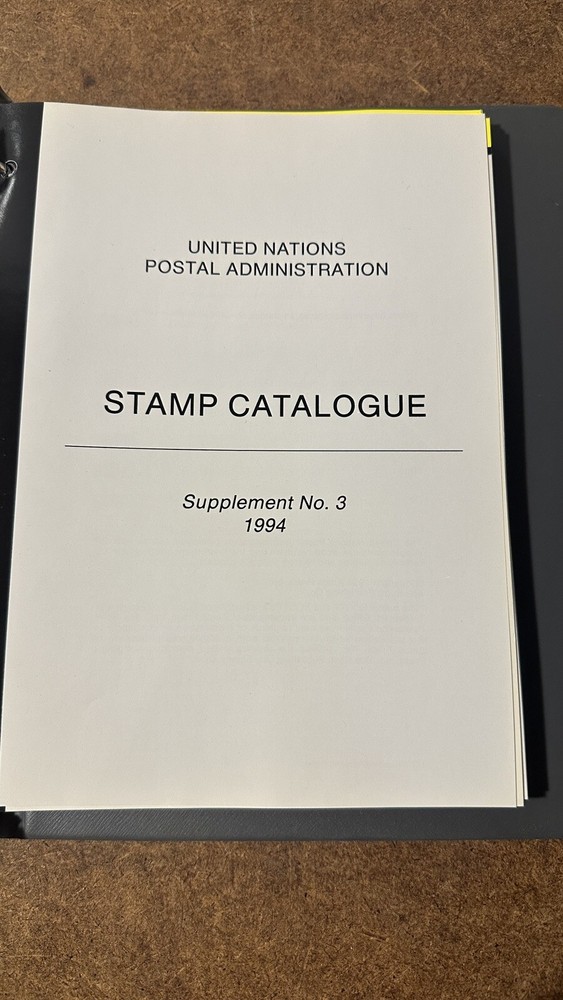 UNITED NATIONS
POSTAL ADMINISTRATION
STAMP CATALOGUE
Supplement No. 3
1994